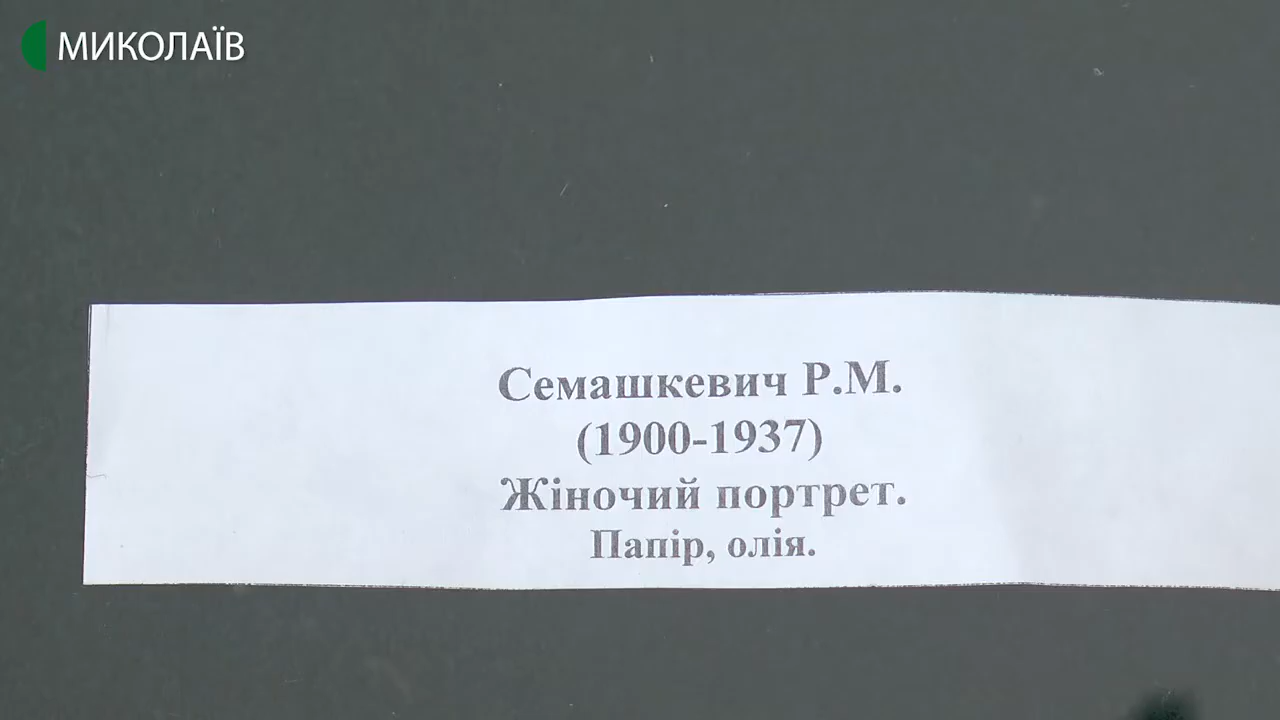 МИКОЛАЇВ
Семашкевич Р.М.
(1900-1937)
Жіночий портрет.
Папір, олія.